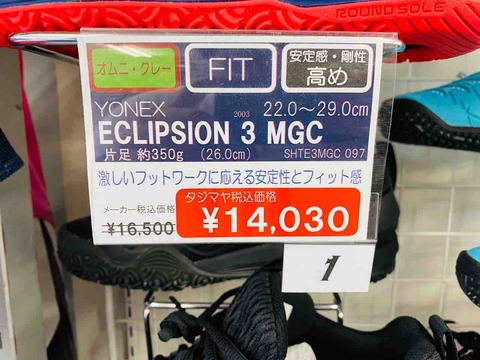 ROUND SOLE
オムニ・クレー
FIT
安定感・剛性
高め
YONEX 2003 22.0～29.0cm
ECLIPSION 3 MGC
片足 約350g (26.0cm) SHTE3MGC 097
激しいフットワークに応える安定性とフィット感
メーカー税込価格
¥16,500
タジマヤ税込価格
¥14,030
1